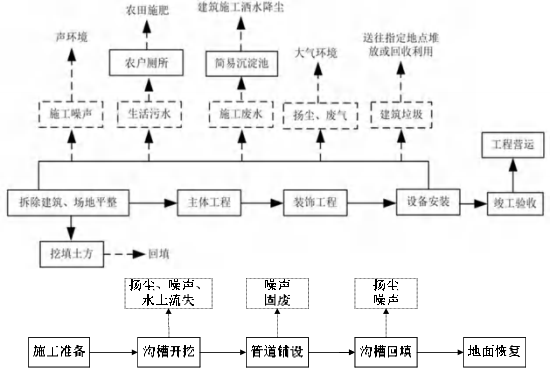 农田施肥
建筑施工洒水降尘
声环境
大气环境
送往指定地点堆
放或回收利用
农户厕所
简易沉淀池
施工噪声
生活污水
施工废水
扬尘、废气
建筑垃圾
工程营运
拆除建筑、场地平整
主体工程
装饰工程
设备安装
竣工验收
挖填土方
回填
扬尘、噪声、
水土流失
噪声
固废
扬尘
噪声
施工准备
沟槽开挖
管道铺设
沟槽回填
地面恢复